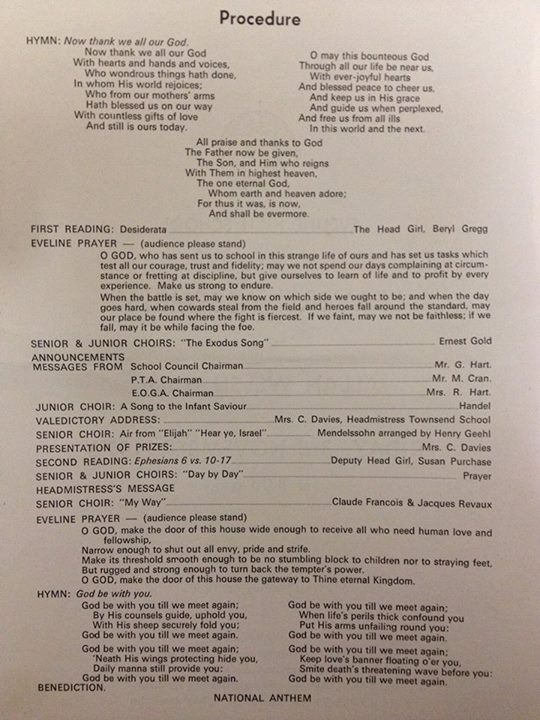 Procedure
HYMN: Now thank we all our God.
Now thank we all our God
With hearts and hands and voices,
Who wondrous things hath done,
In whom His world rejoices;
Who from our mothers' arms
Hath blessed us on our way
With countless gifts of love
And still is ours today.
O may this bounteous God
Through all our life be near us,
With ever-joyful hearts
And blessed peace to cheer us,
And keep us in His grace
And guide us when perplexed,
And free us from all ills
In this world and the next.
All praise and thanks to God
The Father now be given,
The Son, and Him who reigns
With Them in highest heaven,
The one eternal God,
Whom earth and heaven adore;
For thus it was, is now,
And shall be evermore.
FIRST READING: Desiderata The Head Girl, Beryl Gregg
EVELINE PRAYER — (audience please stand)
O GOD, who has sent us to school in this strange life of ours and has set us tasks which
test all our courage, trust and fidelity; may we not spend our days complaining at circum-
stance or fretting at discipline, but give ourselves to learn of life and to profit by every
experience. Make us strong to endure.
When the battle is set, may we know on which side we ought to be; and when the day
goes hard, when cowards steal from the field and heroes fall around the standard, may
our place be found where the fight is fiercest. If we faint, may we not be faithless; if we
fall, may it be while facing the foe.
SENIOR & JUNIOR CHOIRS: "The Exodus Song" Ernest Gold
ANNOUNCEMENTS
MESSAGES FROM School Council Chairman Mr. G. Hart.
P.T.A. Chairman Mr. M. Cran.
E.O.G.A. Chairman Mrs. R. Hart.
JUNIOR CHOIR: A Song to the Infant Saviour Handel
VALEDICTORY ADDRESS: Mrs. C. Davies, Headmistress Townsend School
SENIOR CHOIR: Air from "Elijah" "Hear ye, Israel" Mendelssohn arranged by Henry Geehl
PRESENTATION OF PRIZES: Mrs. C. Davies
SECOND READING: Ephesians 6 vs. 10-17 Deputy Head Girl, Susan Purchase
SENIOR & JUNIOR CHOIRS: "Day by Day" Prayer
HEADMISTRESS'S MESSAGE
SENIOR CHOIR: "My Way" Claude Francois & Jacques Revaux
EVELINE PRAYER — (audience please stand)
O GOD, make the door of this house wide enough to receive all who need human love and
fellowship,
Narrow enough to shut out all envy, pride and strife.
Make its threshold smooth enough to be no stumbling block to children nor to straying feet,
But rugged and strong enough to turn back the tempter's power.
O GOD, make the door of this house the gateway to Thine eternal Kingdom.
HYMN: God be with you.
God be with you till we meet again;
By His counsels guide, uphold you,
With His sheep securely fold you;
God be with you till we meet again.
God be with you till we meet again;
'Neath His wings protecting hide you,
Daily manna still provide you:
God be with you till we meet again.
God be with you till we meet again;
When life's perils thick confound you
Put His arms unfailing round you:
God be with you till we meet again.
God be with you till we meet again;
Keep love's banner floating o'er you,
Smite death's threatening wave before you:
God be with you till we meet again.
BENEDICTION.
NATIONAL ANTHEM